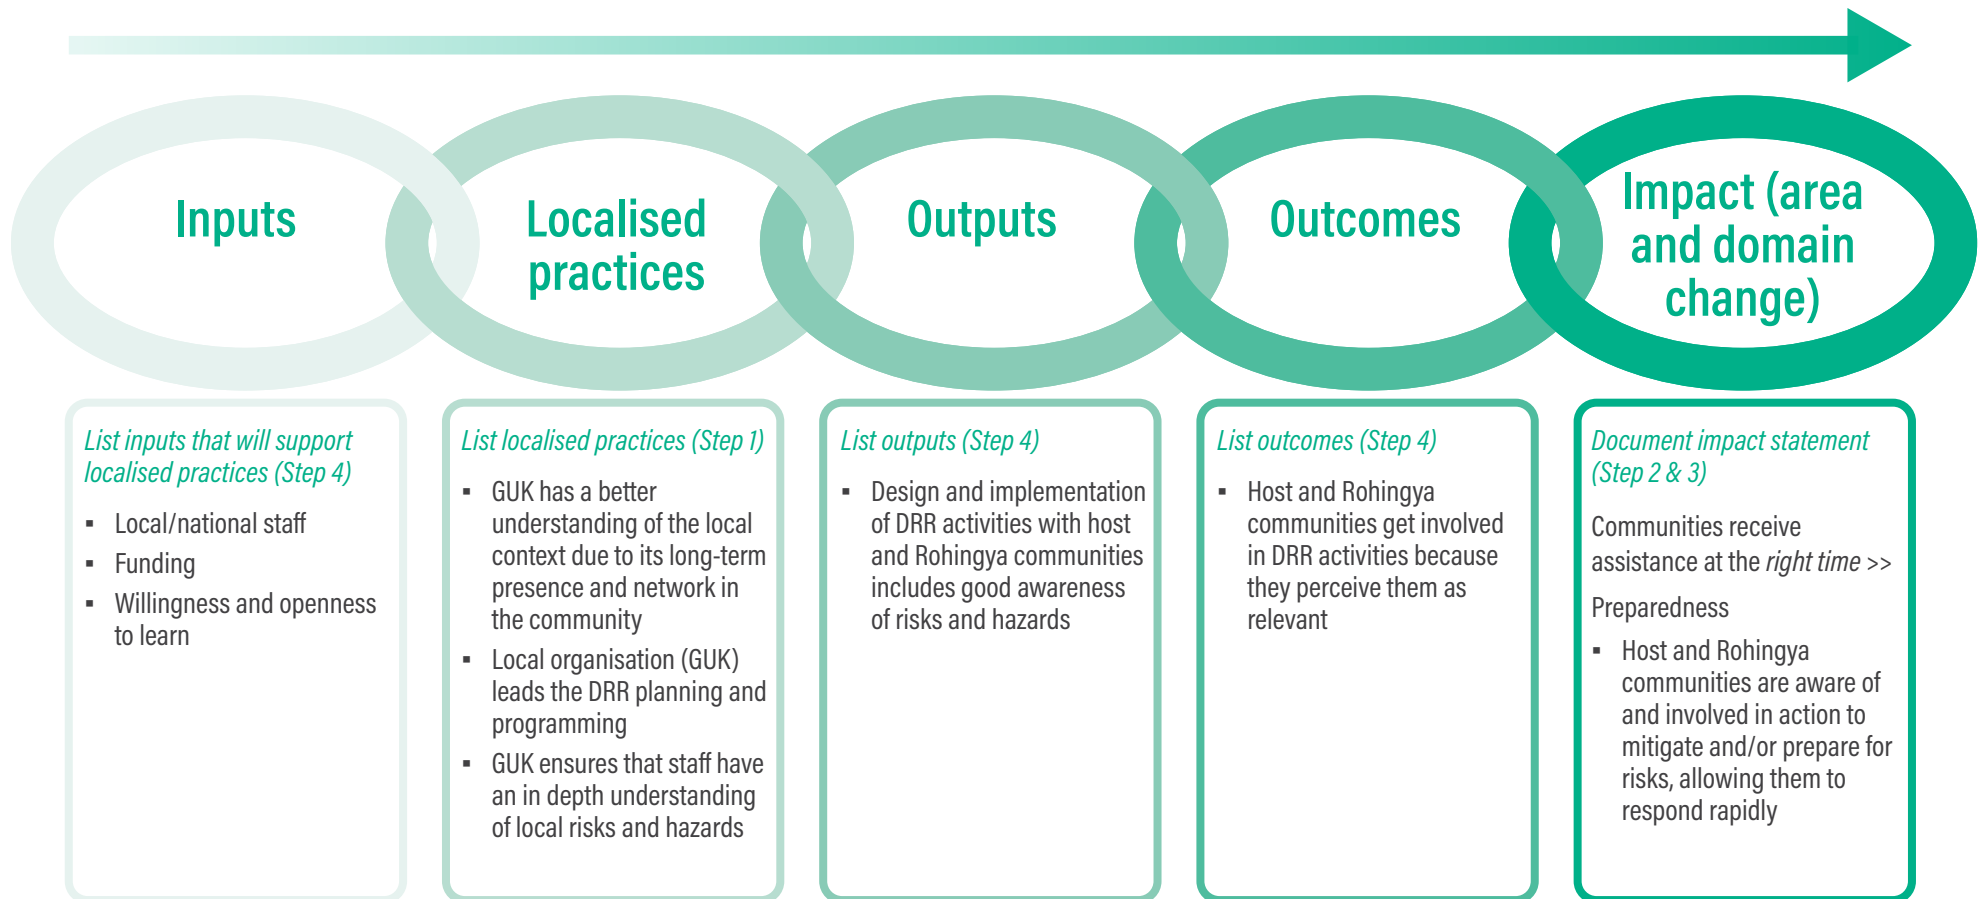 Inputs
Localised
practices
Outputs
Outcomes
Impact (area
and domain
change)
List inputs that will support
localised practices (Step 4)
▪ Local/national staff
▪ Funding
▪ Willingness and openness
to learn
List localised practices (Step 1)
▪ GUK has a better
understanding of the local
context due to its long-term
presence and network in
the community
▪ Local organisation (GUK)
leads the DRR planning and
programming
▪ GUK ensures that staff have
an in depth understanding
of local risks and hazards
List outputs (Step 4)
▪ Design and implementation
of DRR activities with host
and Rohingya communities
includes good awareness
of risks and hazards
List outcomes (Step 4)
▪ Host and Rohingya
communities get involved
in DRR activities because
they perceive them as
relevant
Document impact statement
(Step 2 & 3)
Communities receive
assistance at the right time >>
Preparedness
▪ Host and Rohingya
communities are aware of
and involved in action to
mitigate and/or prepare for
risks, allowing them to
respond rapidly